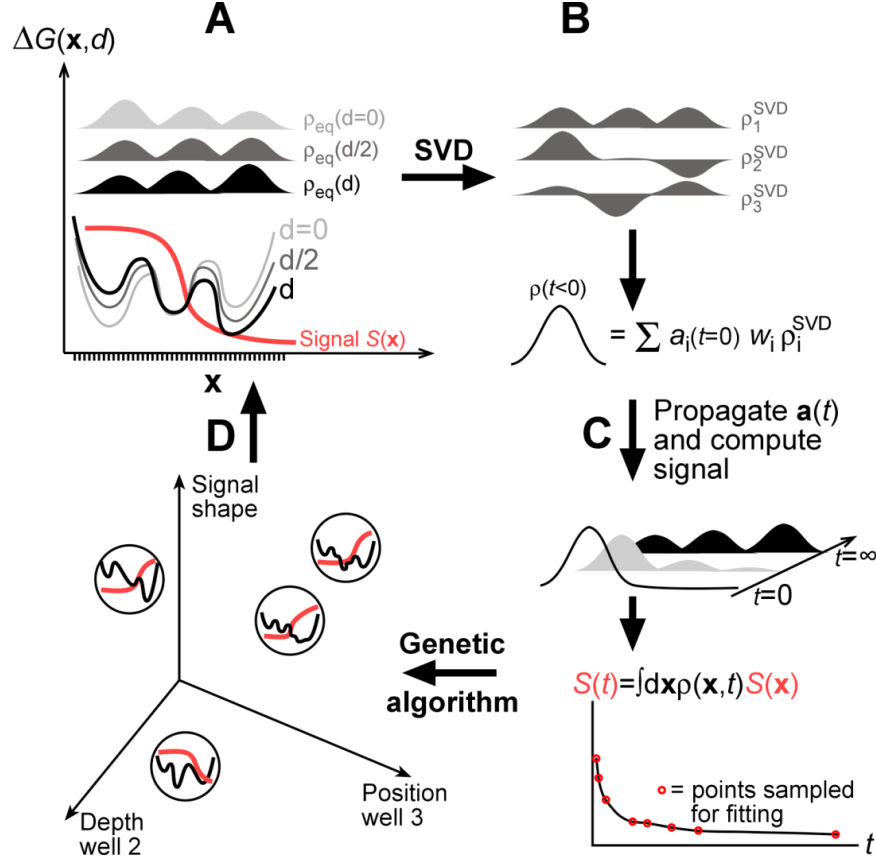 A
B
ΔG(x,d)
ρeq(d=0)
ρeq(d/2)
ρeq(d)
SVD
ρ1SVD
ρ2SVD
ρ3SVD
d=0
d/2
d
Signal S(x)
x
ρ(t<0)
= ∑ ai(t=0) wi ρiSVD
D
C
Propagate a(t)
and compute
signal
Signal
shape
t=∞
t=0
Genetic
algorithm
S(t)=∫dxρ(x,t)S(x)
= points sampled
for fitting
Position
well 3
Depth
well 2
t